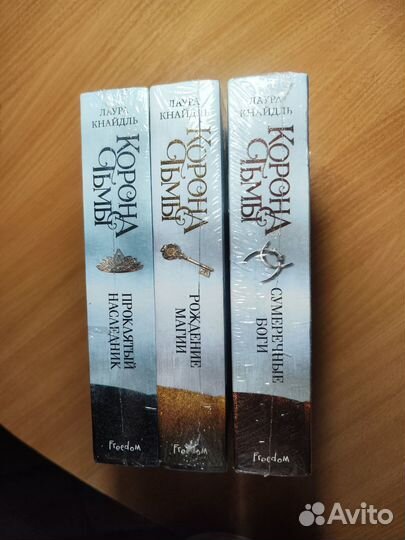 ЛАУРА
КНАЙДЛЬ
КОРОНА
ТЬМЫ
ПРОКЛЯТЫЙ
НАСЛЕДНИК
Freedom
ЛАУРА
КНАЙДЛЬ
КОРОНА
ТЬМЫ
РОЖДЕНИЕ
МАГИИ
Freedom
ЛАУРА
КНАЙДЛЬ
КОРОНА
ТЬМЫ
СУМЕРЕЧНЫЕ
БОГИ
Freedom
Avito